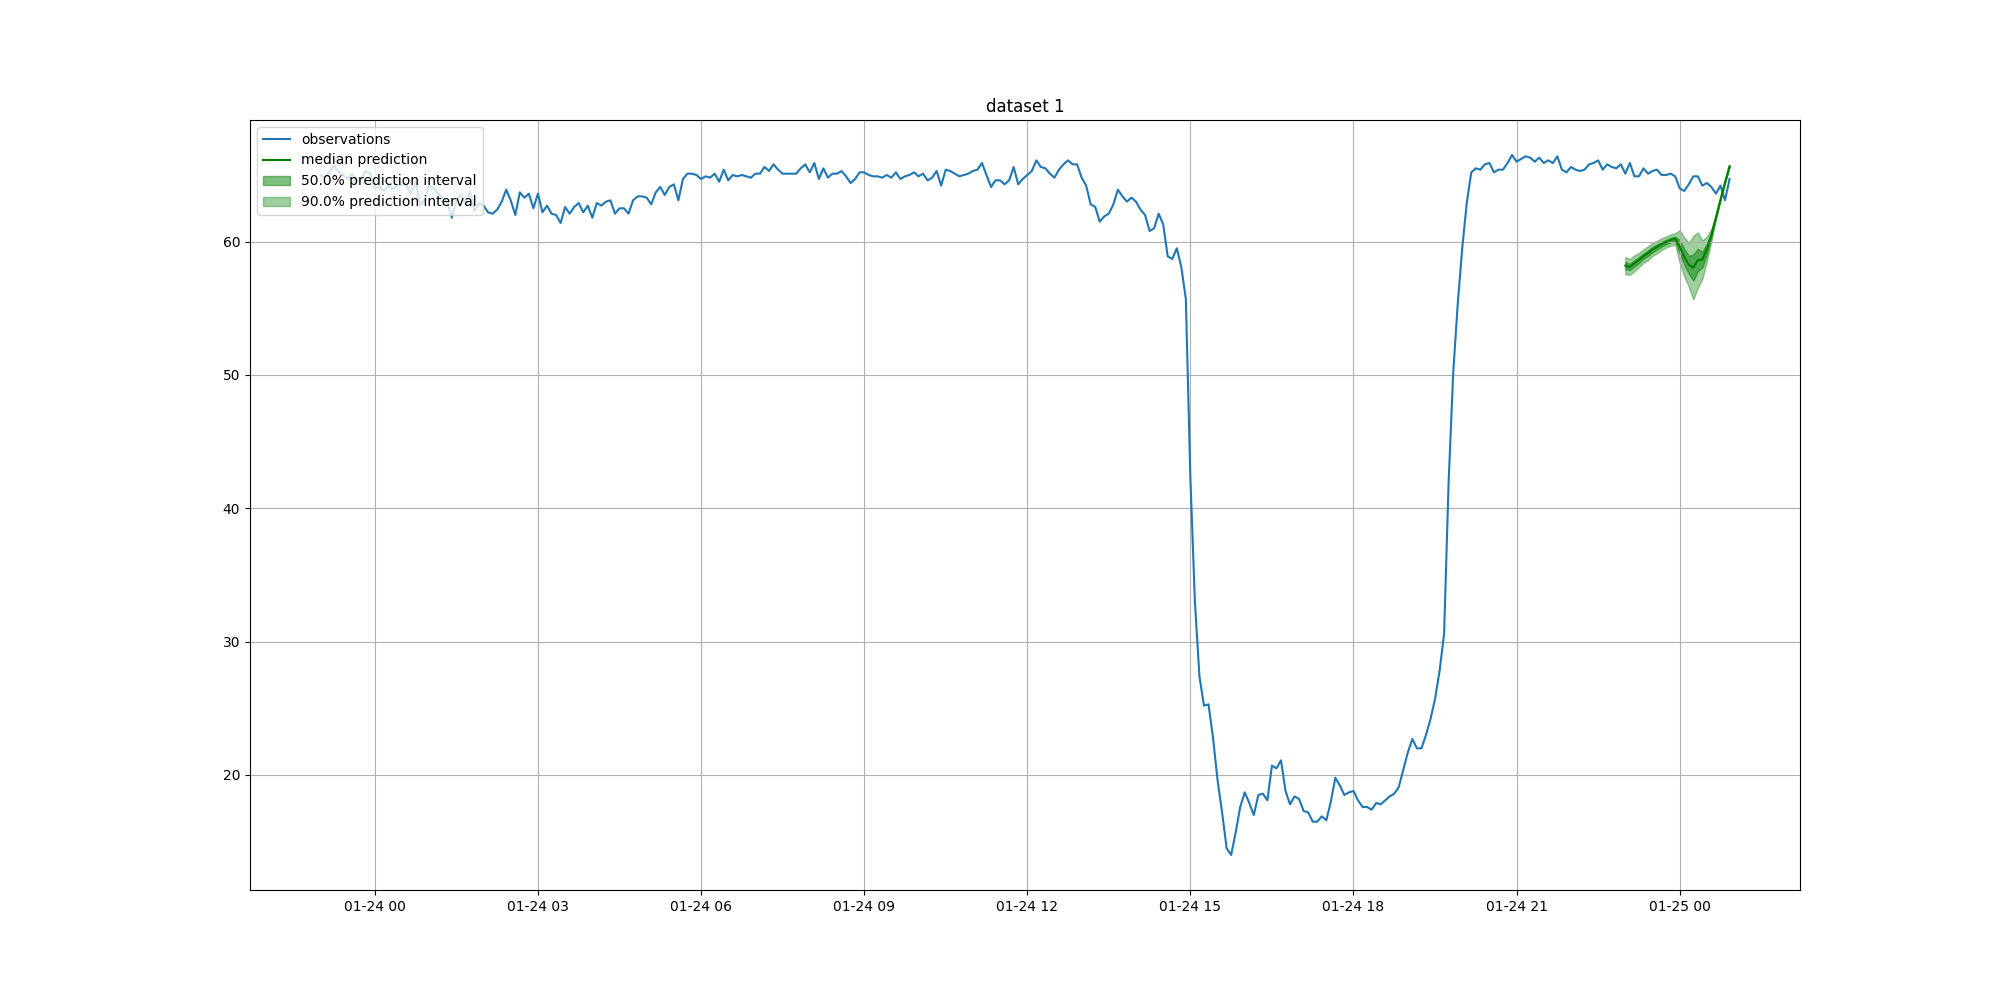 dataset 1
observations
median prediction
50.0% prediction interval
90.0% prediction interval
60
50
40
30
20
01-24 00
01-24 03
01-24 06
01-24 09
01-24 12
01-24 15
01-24 18
01-24 21
01-25 00